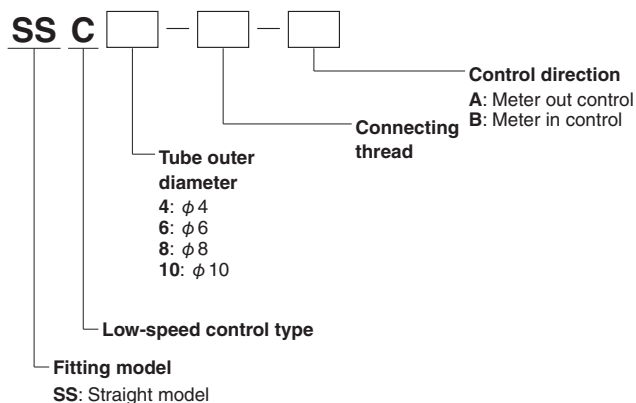 SS C - -
Control direction
A: Meter out control
B: Meter in control
Connecting
thread
Tube outer
diameter
4: φ4
6: φ6
8: φ8
10: φ10
Low-speed control type
Fitting model
SS: Straight model